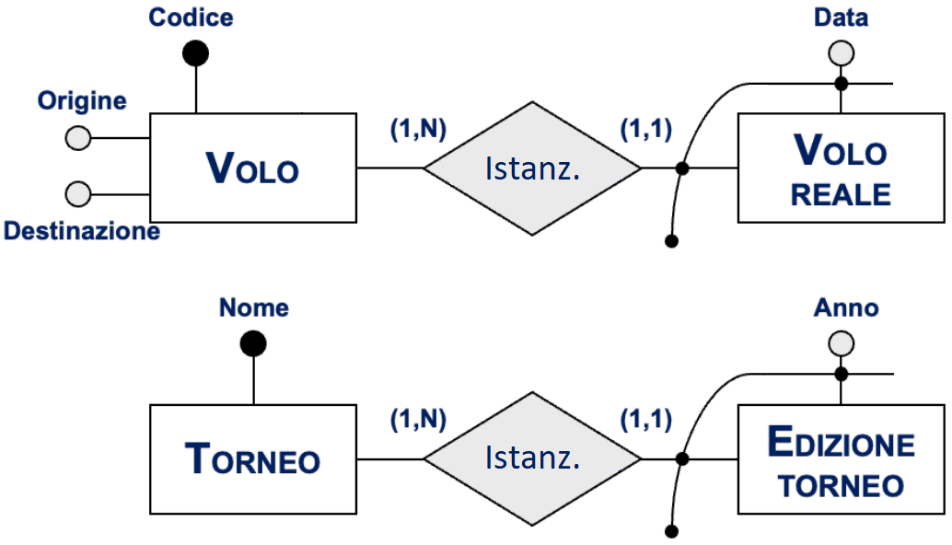 Codice
Data
Origine
(1,N)
(1,1)
VOLO
Istanz.
VOLO
REALE
Destinazione
Nome
Anno
(1,N)
(1,1)
TORNEO
Istanz.
EDIZIONE
TORNEO